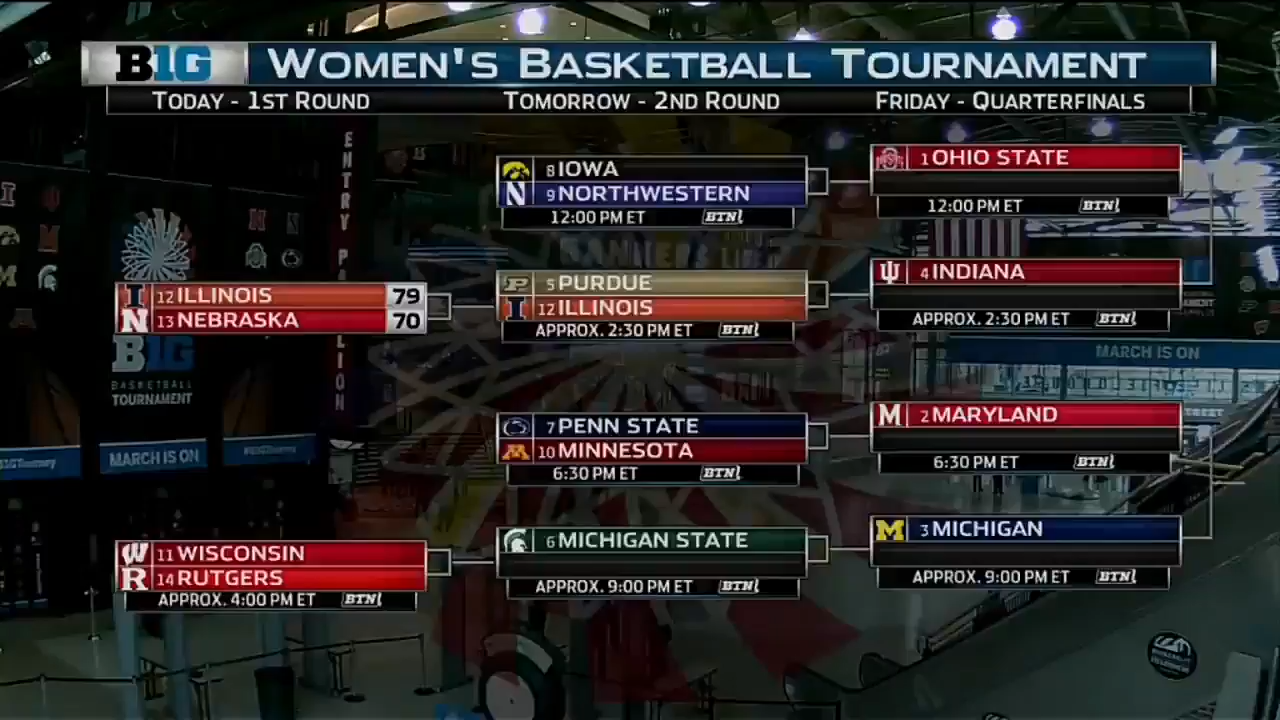 B1G WOMEN'S BASKETBALL TOURNAMENT
TODAY - 1ST ROUND
TOMORROW - 2ND ROUND
FRIDAY - QUARTERFINALS
12 ILLINOIS 79
13 NEBRASKA 70
11 WISCONSIN
14 RUTGERS
APPROX. 4:00 PM ET BTN
8 IOWA
9 NORTHWESTERN
12:00 PM ET BTN
5 PURDUE
12 ILLINOIS
APPROX. 2:30 PM ET BTN
7 PENN STATE
10 MINNESOTA
6:30 PM ET BTN
6 MICHIGAN STATE
APPROX. 9:00 PM ET BTN
1 OHIO STATE
12:00 PM ET BTN
4 INDIANA
APPROX. 2:30 PM ET BTN
2 MARYLAND
6:30 PM ET BTN
3 MICHIGAN
APPROX. 9:00 PM ET BTN
ENTRY PAVILION
B1G
BASKETBALL
TOURNAMENT
MARCH IS ON
MARCH IS ON